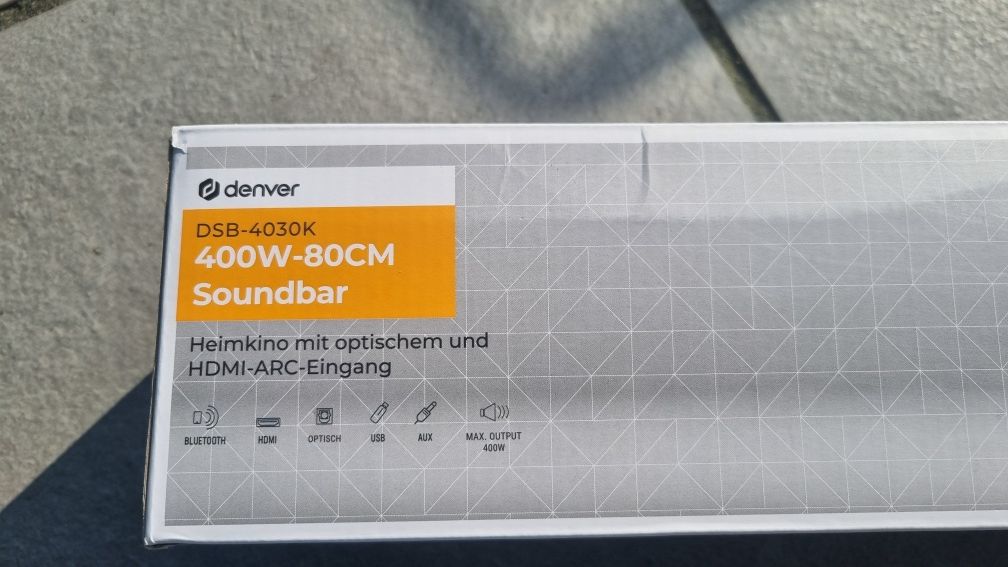 denver
DSB-4030K
400W-80CM
Soundbar
Heimkino mit optischem und
HDMI-ARC-Eingang
BLUETOOTH
HDMI
OPTISCH
USB
AUX
MAX. OUTPUT
400W